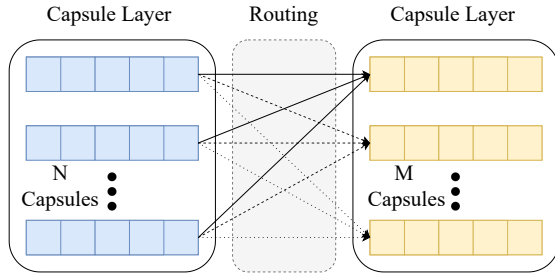 Capsule Layer
Routing
Capsule Layer
N
Capsules
M
Capsules